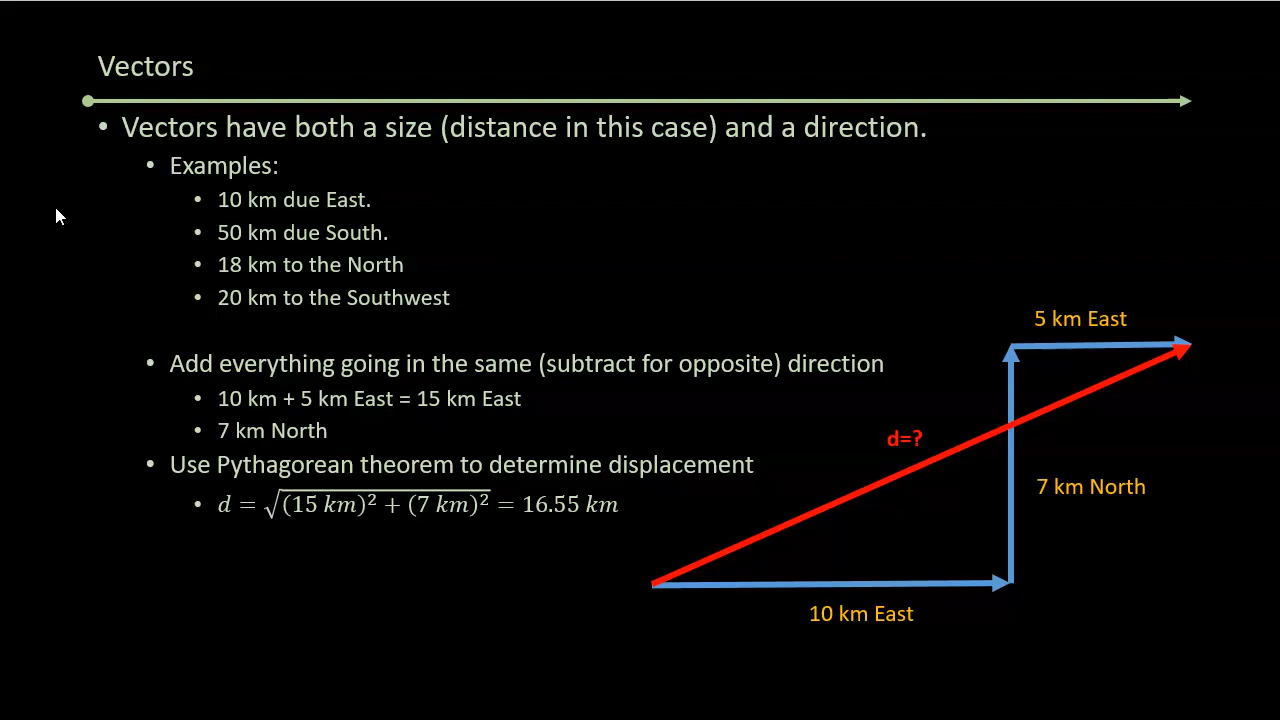 Vectors
• Vectors have both a size (distance in this case) and a direction.
• Examples:
• 10 km due East.
• 50 km due South.
• 18 km to the North
• 20 km to the Southwest
• Add everything going in the same (subtract for opposite) direction
• 10 km + 5 km East = 15 km East
• 7 km North
• Use Pythagorean theorem to determine displacement
• d = √(15 km)² + (7 km)² = 16.55 km
5 km East
d=?
7 km North
10 km East